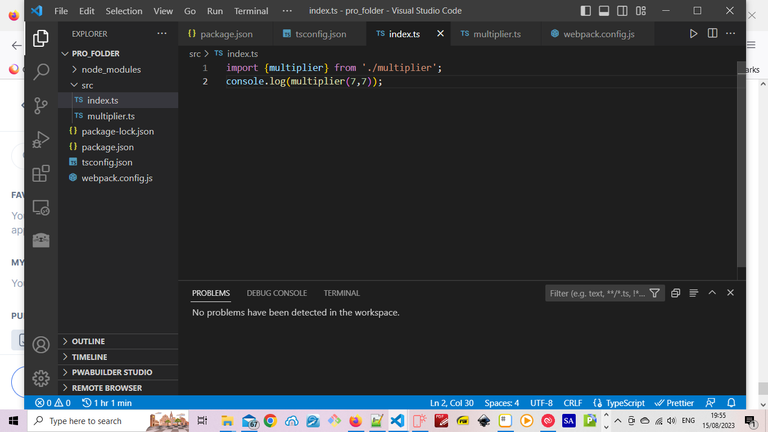 File Edit Selection View Go Run Terminal ··· index.ts - pro_folder - Visual Studio Code
EXPLORER ···
PRO_FOLDER
node_modules
src
TS index.ts
TS multiplier.ts
{} package-lock.json
{} package.json
tsconfig.json
webpack.config.js
OUTLINE
TIMELINE
PWABUILDER STUDIO
REMOTE BROWSER
{} package.json tsconfig.json TS index.ts TS multiplier.ts webpack.config.js
src > TS index.ts
1 import {multiplier} from './multiplier';
2 console.log(multiplier(7,7));
PROBLEMS DEBUG CONSOLE TERMINAL Filter (e.g. text, **/*.ts, !*...
No problems have been detected in the workspace.
0 0 1 hr 1 min Ln 2, Col 30 Spaces: 4 UTF-8 CRLF TypeScript Prettier
FAV
You
app
MY
You
PU
arks
Type here to search 67 SA ENG 19:55
15/08/2023